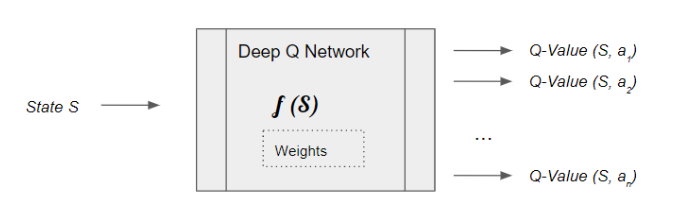 Deep Q Network
Q-Value (S, a1)
Q-Value (S, a2)
State S
f (S)
...
Weights
Q-Value (S, an)